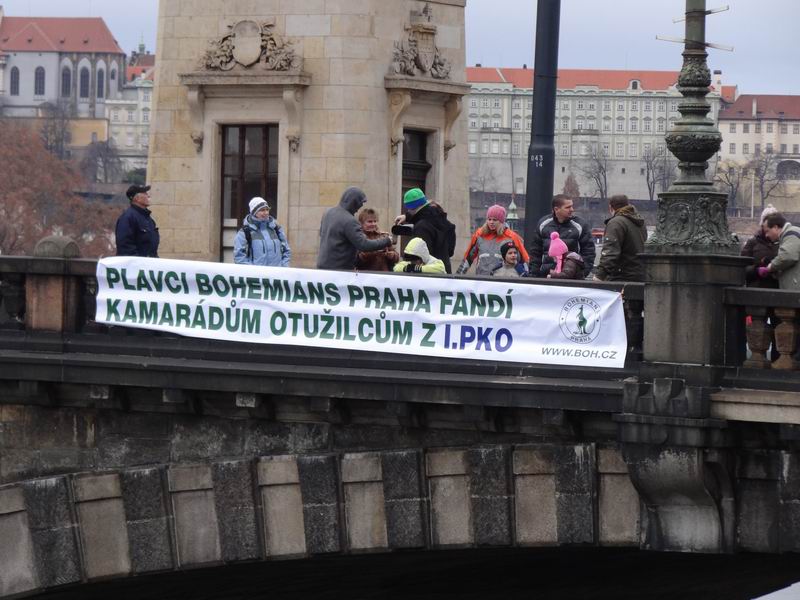 PLAVCI BOHEMIANS PRAHA FANDÍ
KAMARÁDŮM OTUŽILCŮM Z I.PKO
BOHEMIANS
PRAHA
WWW.BOH.CZ
043
14